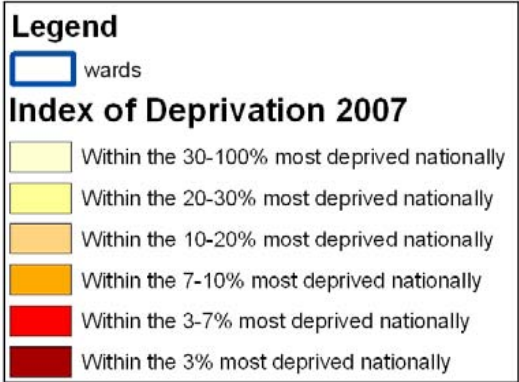 Legend
wards
Index of Deprivation 2007
Within the 30-100% most deprived nationally
Within the 20-30% most deprived nationally
Within the 10-20% most deprived nationally
Within the 7-10% most deprived nationally
Within the 3-7% most deprived nationally
Within the 3% most deprived nationally